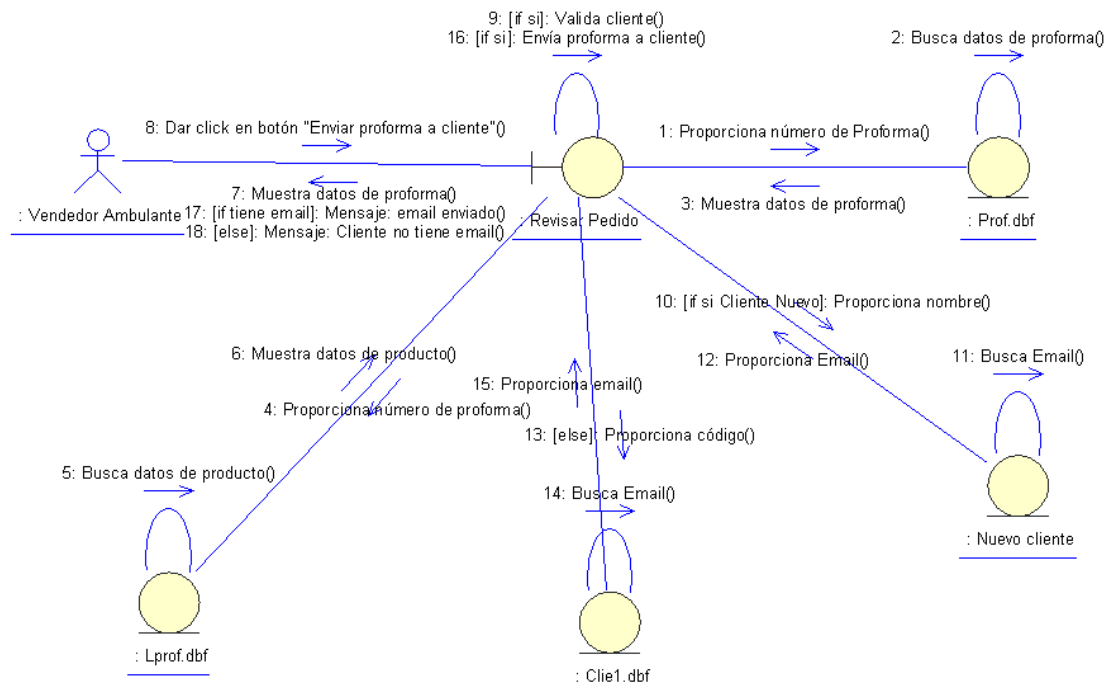 9: [if si]: Valida cliente()
16: [if si]: Envía proforma a cliente()
2: Busca datos de proforma()
8: Dar click en botón "Enviar proforma a cliente"()
1: Proporciona número de Proforma()
7: Muestra datos de proforma()
17: [if tiene email]: Mensaje: email enviado()
18: [else]: Mensaje: Cliente no tiene email()
3: Muestra datos de proforma()
: Vendedor Ambulante
: Revisar Pedido
: Prof.dbf
10: [if si Cliente Nuevo]: Proporciona nombre()
12: Proporciona Email()
11: Busca Email()
6: Muestra datos de producto()
15: Proporciona email()
4: Proporciona número de proforma()
13: [else]: Proporciona código()
5: Busca datos de producto()
14: Busca Email()
: Nuevo cliente
: Lprof.dbf
: Clie1.dbf